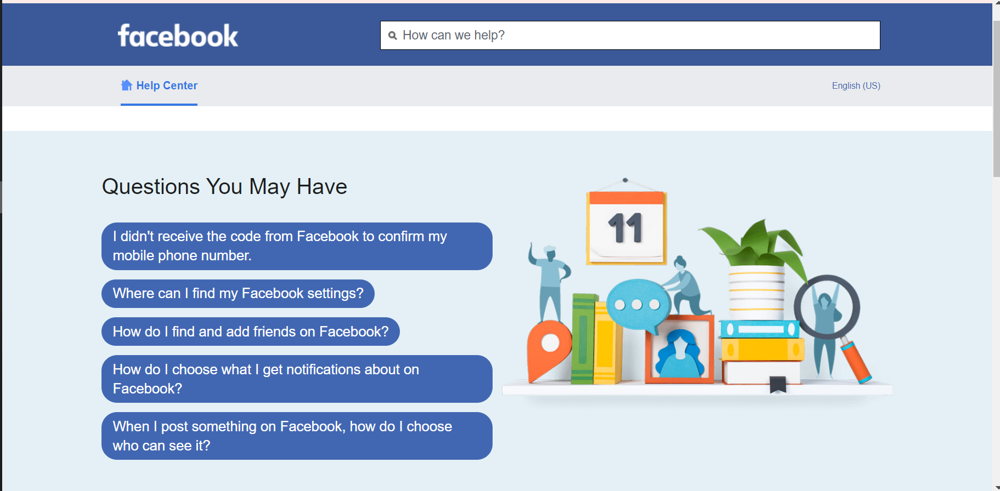 facebook
How can we help?
Help Center
English (US)
Questions You May Have
I didn't receive the code from Facebook to confirm my
mobile phone number.
Where can I find my Facebook settings?
How do I find and add friends on Facebook?
How do I choose what I get notifications about on
Facebook?
When I post something on Facebook, how do I choose
who can see it?
11